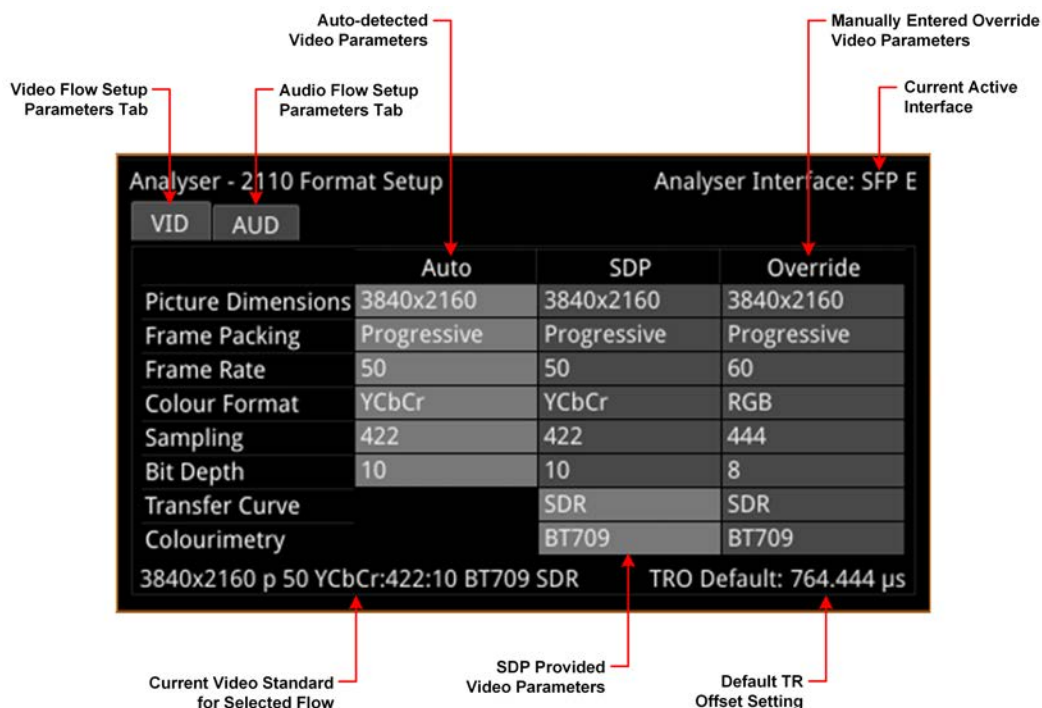 Auto-detected
Video Parameters
Manually Entered Override
Video Parameters
Video Flow Setup
Parameters Tab
Audio Flow Setup
Parameters Tab
Current Active
Interface
Analyser - 2110 Format Setup
Analyser Interface: SFP E
VID AUD
Auto SDP Override
Picture Dimensions 3840x2160 3840x2160 3840x2160
Frame Packing Progressive Progressive Progressive
Frame Rate 50 50 60
Colour Format YCbCr YCbCr RGB
Sampling 422 422 444
Bit Depth 10 10 8
Transfer Curve SDR SDR
Colourimetry BT709 BT709
3840x2160 p 50 YCbCr:422:10 BT709 SDR
TRO Default: 764.444 µs
Current Video Standard
for Selected Flow
SDP Provided
Video Parameters
Default TR
Offset Setting